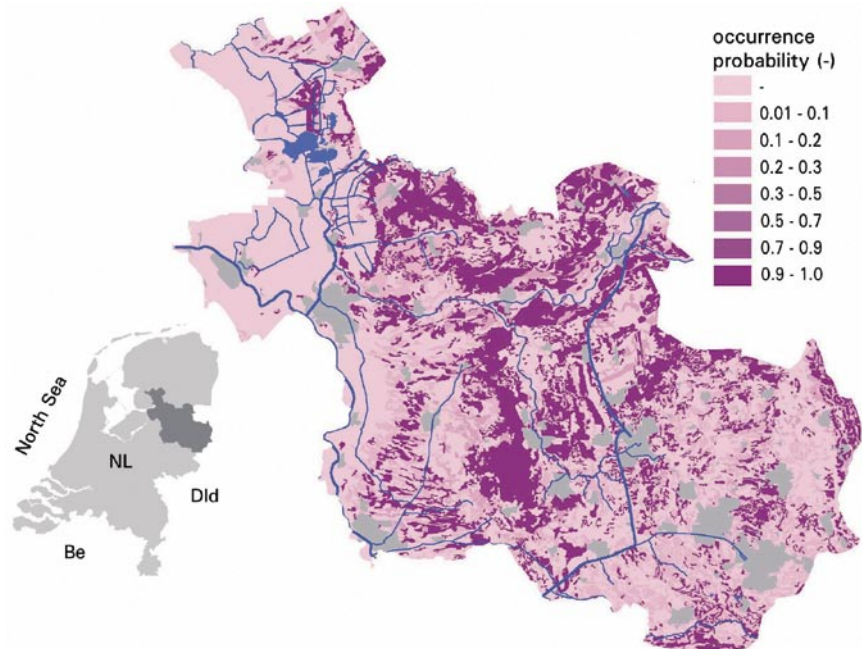 occurrence
probability (-)
-
0.01 - 0.1
0.1 - 0.2
0.2 - 0.3
0.3 - 0.5
0.5 - 0.7
0.7 - 0.9
0.9 - 1.0
North Sea
NL
Dld
Be